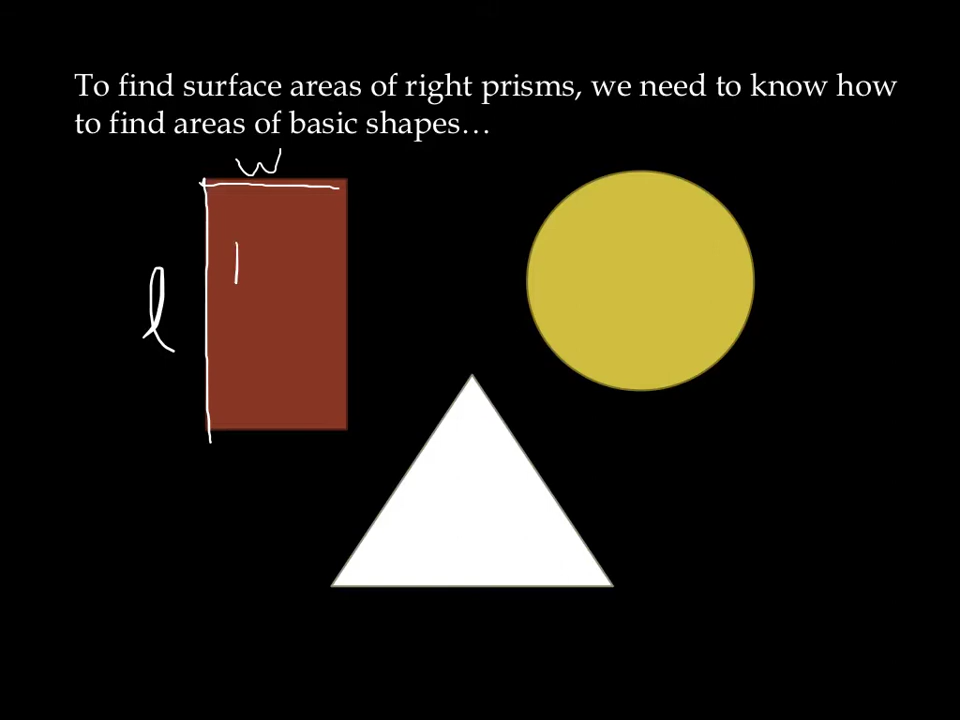 To find surface areas of right prisms, we need to know how
to find areas of basic shapes…
w
l